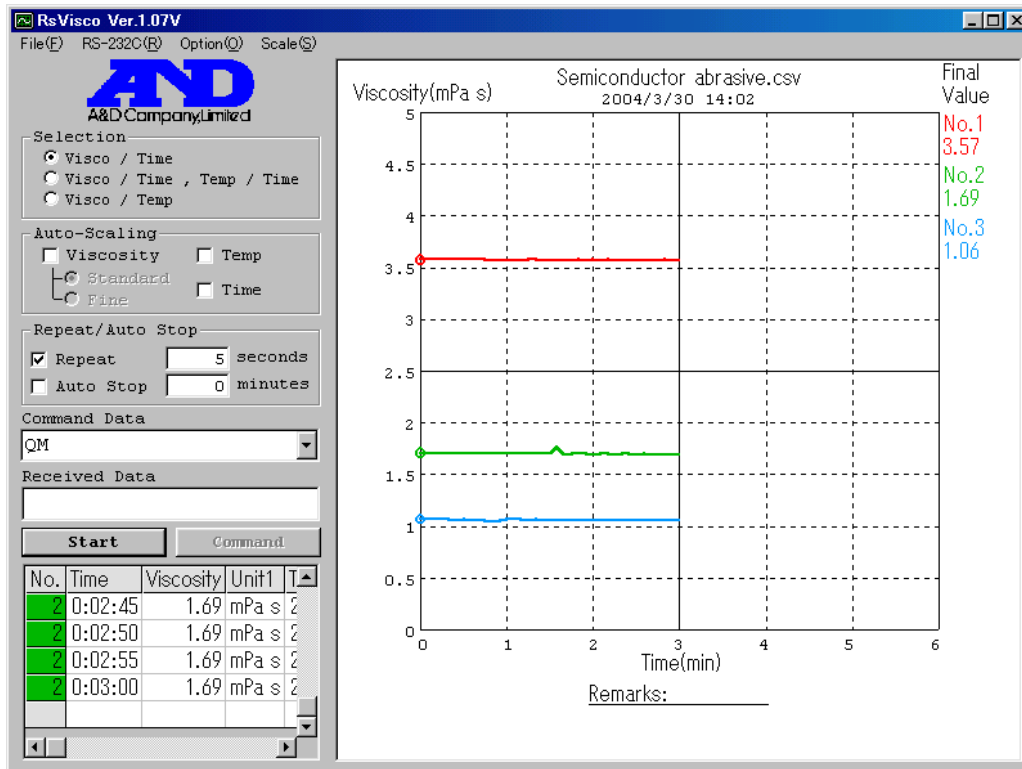 RsVisco Ver.1.07V
File(F) RS-232C(R) Option(O) Scale(S)
AND
A&D Company,Limited
Selection
Visco / Time
Visco / Time , Temp / Time
Visco / Temp
Auto-Scaling
Viscosity Temp
Standard
Fine
Time
Repeat/Auto Stop
Repeat 5 seconds
Auto Stop 0 minutes
Command Data
QM
Received Data
Start Command
No. Time Viscosity Unit1 T
2 0:02:45 1.69 mPa s 2
2 0:02:50 1.69 mPa s 2
2 0:02:55 1.69 mPa s 2
2 0:03:00 1.69 mPa s 2
Viscosity(mPa s)
Semiconductor abrasive.csv
2004/3/30 14:02
Final
Value
No.1
3.57
No.2
1.69
No.3
1.06
5
4.5
4
3.5
3
2.5
2
1.5
1
0.5
0
0 1 2 3 4 5 6
Time(min)
Remarks: